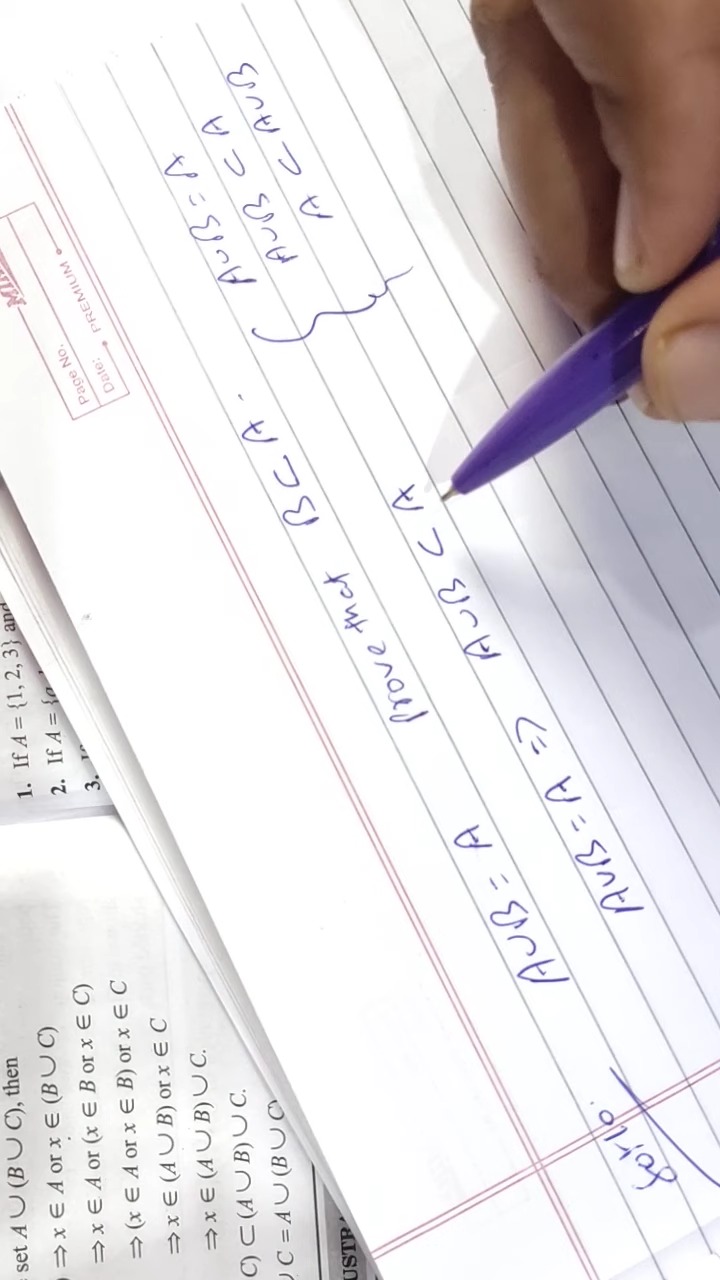 Page No.
Date:
PREMIUM
A∪B = A prove that B ⊂ A.
A∪B = A
A∪B ⊂ A
A ⊂ A∪B
Soln.
A∪B = A ⇒ A∪B ⊂ A
1. If A = {1, 2, 3} and
2. If A = {a
3.
set A ∪ (B ∪ C), then
⇒ x ∈ A or x ∈ (B ∪ C)
⇒ x ∈ A or (x ∈ B or x ∈ C)
⇒ (x ∈ A or x ∈ B) or x ∈ C
⇒ x ∈ (A ∪ B) or x ∈ C
⇒ x ∈ (A ∪ B) ∪ C.
C) ⊂ (A ∪ B) ∪ C.
∪ C = A ∪ (B ∪ C)